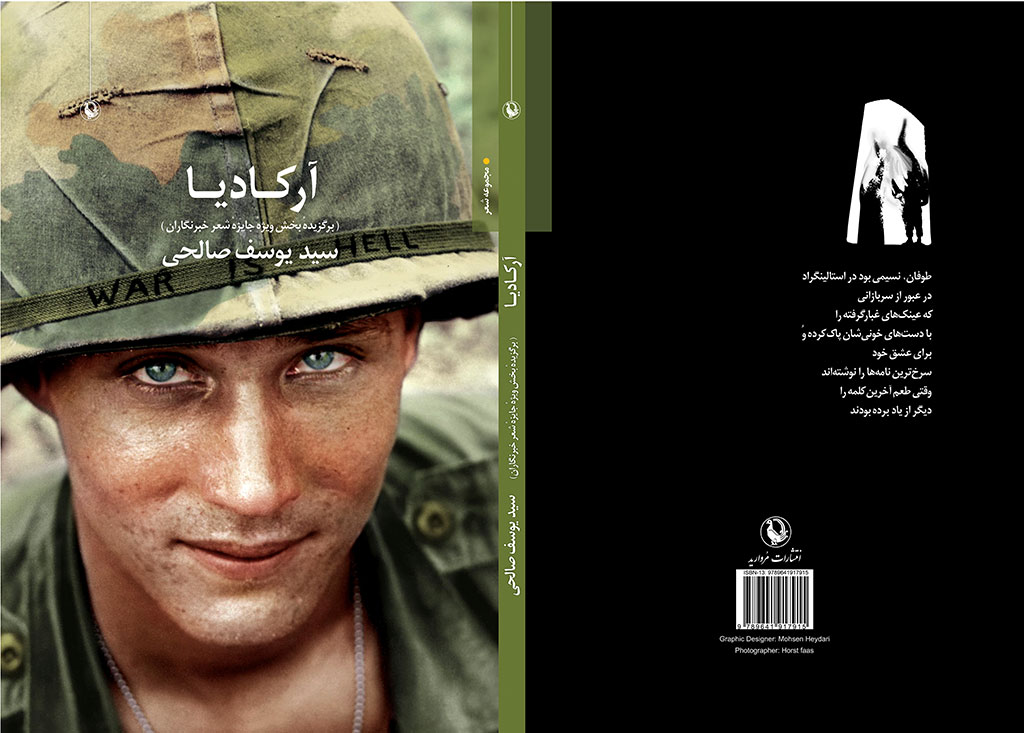 آرکادیا
(برگزیدهٔ بخش ویژه جایزهٔ شعر خبرنگاران)
سید یوسف صالحی
WAR IS HELL
مجموعه شعر
آرکادیا
(برگزیدهٔ بخش ویژه جایزهٔ شعر خبرنگاران)
سید یوسف صالحی
طوفان، نسیمی بود در استالینگراد
در عبور از سربازانی
که عینک‌های غبارگرفته را
با دست‌های خونی‌شان پاک کرده وُ
برای عشق خود
سرخ‌ترین نامه‌ها را نوشته‌اند
وقتی طعم آخرین کلمه را
دیگر از یاد برده بودند
انتشارات مروارید
ISBN-13: 9789641917915
9 789641 917915
Graphic Designer: Mohsen Heydari
Photographer: Horst faas